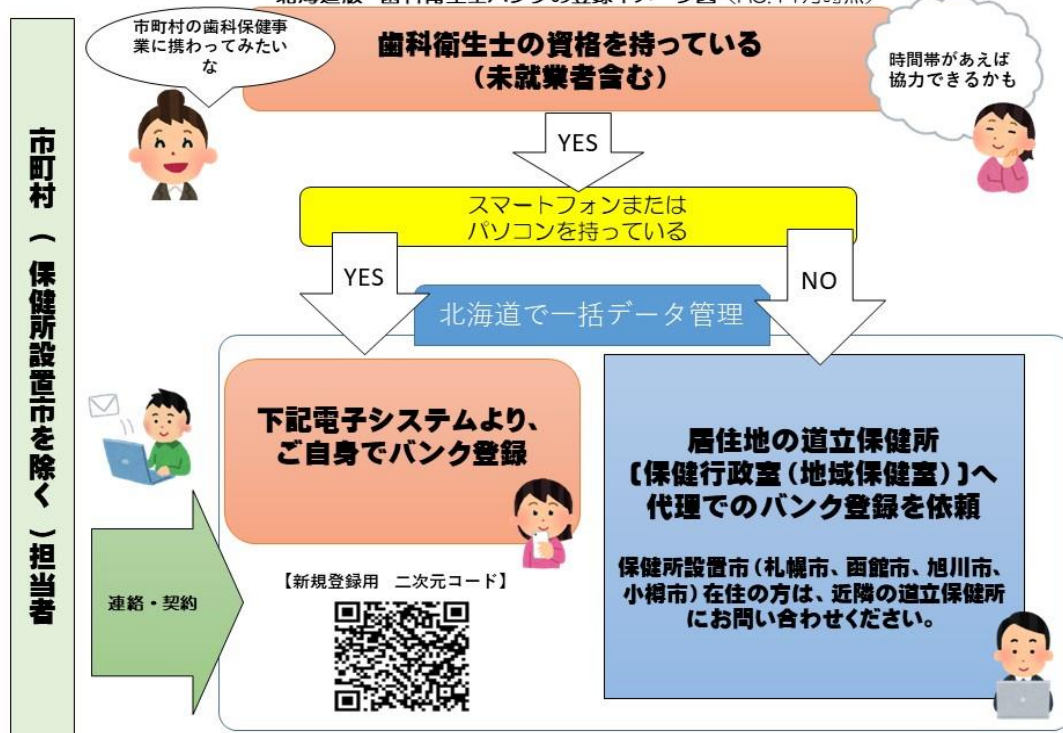 市町村の歯科保健事
業に携わってみたい
な
歯科衛生士の資格を持っている
（未就業者含む）
時間帯があえば
協力できるかも
YES
スマートフォンまたは
パソコンを持っている
YES
NO
北海道で一括データ管理
市町村（保健所設置市を除く）担当者
下記電子システムより、
ご自身でバンク登録
居住地の道立保健所
〔保健行政室（地域保健室）〕へ
代理でのバンク登録を依頼
保健所設置市（札幌市、函館市、旭川市、
小樽市）在住の方は、近隣の道立保健所
にお問い合わせください。
連絡・契約
【新規登録用　二次元コード】